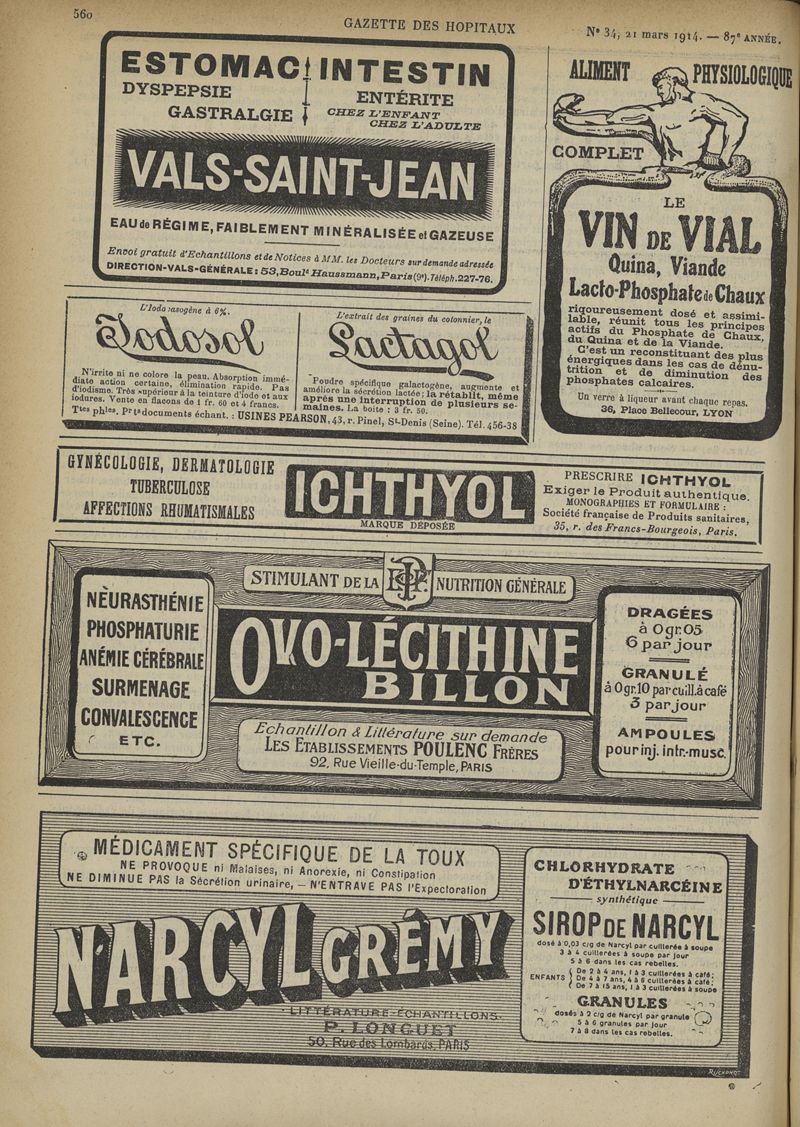 560
GAZETTE DES HOPITAUX
Nº 34, 21 mars 1914. — 87e ANNÉE.
ESTOMAC INTESTIN
DYSPEPSIE
GASTRALGIE
ENTÉRITE
CHEZ L'ENFANT
CHEZ L'ADULTE
VALS-SAINT-JEAN
EAU de RÉGIME, FAIBLEMENT MINÉRALISÉE et GAZEUSE
Envoi gratuit d'Echantillons et de Notices à MM. les Docteurs sur demande adressée
DIRECTION-VALS-GÉNÉRALE: 53, Boul.d Haussmann, Paris (9e). Téléph. 227-76.
ALIMENT PHYSIOLOGIQUE
COMPLET
LE
VIN DE VIAL
Quina, Viande
Lacto-Phosphate de Chaux
rigoureusement dosé et assimi-
lable, réunit tous les principes
actifs du Phosphate de Chaux,
du Quina et de la Viande.
C'est un reconstituant des plus
énergiques dans les cas de dénu-
trition et de diminution des
phosphates calcaires.
Un verre à liqueur avant chaque repas.
36, Place Bellecour, LYON
L'Iodo vasogène à 6%.
Iodosol
N'irrite ni ne colore la peau. Absorption immé-
diate action certaine, élimination rapide. Pas
d'iodisme. Très supérieur à la teinture d'iode et aux
iodures. Vente en flacons de 1 fr. 60 et 4 francs.
L'extrait des graines du cotonnier, le
Lactagol
Poudre spécifique galactogène, augmente et
améliore la sécrétion lactée; la rétablit, même
après une interruption de plusieurs se-
maines. La boite : 3 fr. 50.
Ttes phies. Pr ts documents échant. : USINES PEARSON, 43, r. Pinel, St-Denis (Seine). Tél. 456-38
GYNÉCOLOGIE, DERMATOLOGIE
TUBERCULOSE
AFFECTIONS RHUMATISMALES
ICHTHYOL
MARQUE DÉPOSÉE
PRESCRIRE ICHTHYOL
Exiger le Produit authentique.
MONOGRAPHIES ET FORMULAIRE :
Société française de Produits sanitaires,
35, r. des Francs-Bourgeois, Paris.
STIMULANT DE LA NUTRITION GÉNÉRALE
NEURASTHÉNIE
PHOSPHATURIE
ANÉMIE CÉRÉBRALE
SURMENAGE
CONVALESCENCE
ETC.
OVO-LÉCITHINE
BILLON
Echantillon & Littérature sur demande
LES ETABLISSEMENTS POULENC FRÈRES
92, Rue Vieille-du-Temple, PARIS
DRAGÉES
à 0gr.05
6 par jour
GRANULÉ
à 0gr.10 par cuill. à café
3 par jour
AMPOULES
pour inj. intr-musc.
MÉDICAMENT SPÉCIFIQUE DE LA TOUX
NE PROVOQUE ni Malaises, ni Anorexie, ni Constipation
NE DIMINUE PAS la Sécrétion urinaire, — N'ENTRAVE PAS l'Expectoration
NARCYL GRÉMY
LITTÉRATURE-ÉCHANTILLONS.
P. LONGUET
50, Rue des Lombards, PARIS
CHLORHYDRATE
D'ÉTHYLNARCÉINE
synthétique
SIROP DE NARCYL
dosé à 0,03 c/g de Narcyl par cuillerée à soupe
3 à 4 cuillerées à soupe par jour
5 à 6 dans les cas rebelles.
ENFANTS
De 2 à 4 ans, 1 à 3 cuillerées à café;
De 4 à 7 ans, 4 à 6 cuillerées à café;
De 7 à 15 ans, 1 à 3 cuillerées à soupe
GRANULES
dosés à 2 c/g de Narcyl par granule
5 à 6 granules par jour
7 à 8 dans les cas rebelles.